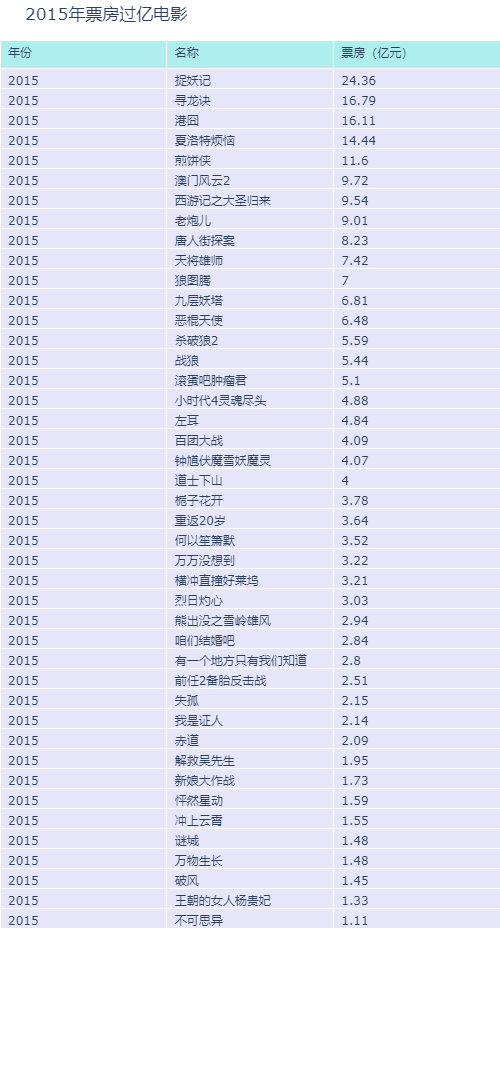 2015年票房过亿电影
年份 名称 票房（亿元）
2015 捉妖记 24.36
2015 寻龙诀 16.79
2015 港囧 16.11
2015 夏洛特烦恼 14.44
2015 煎饼侠 11.6
2015 澳门风云2 9.72
2015 西游记之大圣归来 9.54
2015 老炮儿 9.01
2015 唐人街探案 8.23
2015 天将雄师 7.42
2015 狼图腾 7
2015 九层妖塔 6.81
2015 恶棍天使 6.48
2015 杀破狼2 5.59
2015 战狼 5.44
2015 滚蛋吧肿瘤君 5.1
2015 小时代4灵魂尽头 4.88
2015 左耳 4.84
2015 百团大战 4.09
2015 钟馗伏魔雪妖魔灵 4.07
2015 道士下山 4
2015 栀子花开 3.78
2015 重返20岁 3.64
2015 何以笙箫默 3.52
2015 万万没想到 3.22
2015 横冲直撞好莱坞 3.21
2015 烈日灼心 3.03
2015 熊出没之雪岭雄风 2.94
2015 咱们结婚吧 2.84
2015 有一个地方只有我们知道 2.8
2015 前任2备胎反击战 2.51
2015 失孤 2.15
2015 我是证人 2.14
2015 赤道 2.09
2015 解救吴先生 1.95
2015 新娘大作战 1.73
2015 怦然星动 1.59
2015 冲上云霄 1.55
2015 谜城 1.48
2015 万物生长 1.48
2015 破风 1.45
2015 王朝的女人杨贵妃 1.33
2015 不可思异 1.11